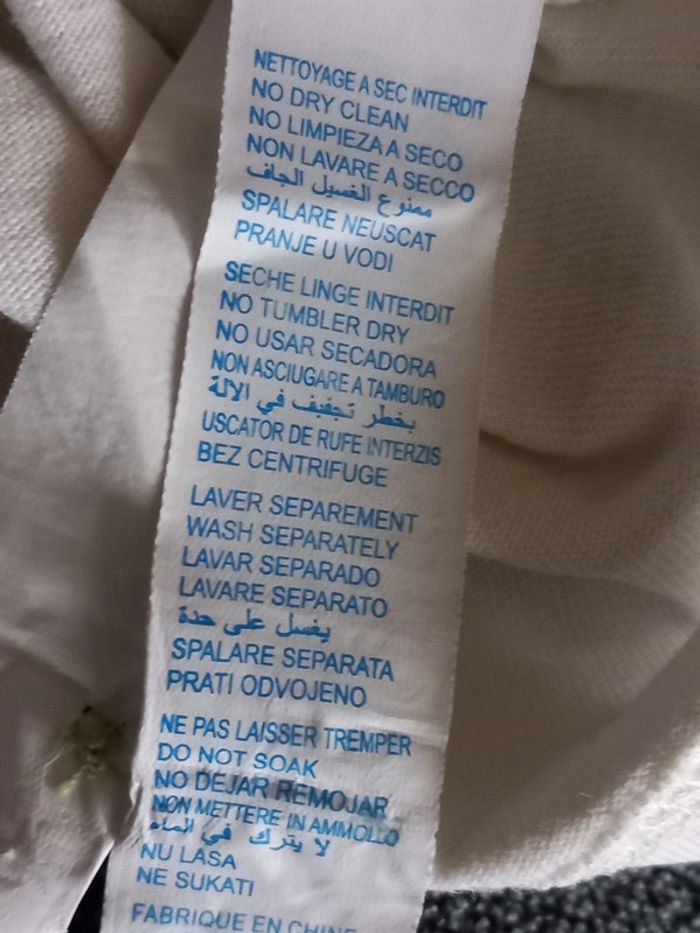 NETTOYAGE A SEC INTERDIT
NO DRY CLEAN
NO LIMPIEZA A SECO
NON LAVARE A SECCO
ممنوع الغسيل الجاف
SPALARE NEUSCAT
PRANJE U VODI
SECHE LINGE INTERDIT
NO TUMBLER DRY
NO USAR SECADORA
NON ASCIUGARE A TAMBURO
يخطر تجفيف في الالة
USCATOR DE RUFE INTERZIS
BEZ CENTRIFUGE
LAVER SEPAREMENT
WASH SEPARATELY
LAVAR SEPARADO
LAVARE SEPARATO
يغسل على حدة
SPALARE SEPARATA
PRATI ODVOJENO
NE PAS LAISSER TREMPER
DO NOT SOAK
NO DEJAR REMOJAR
NON METTERE IN AMMOLLO
لا يترك في الماء
NU LASA
NE SUKATI
FABRIQUE EN CHINE